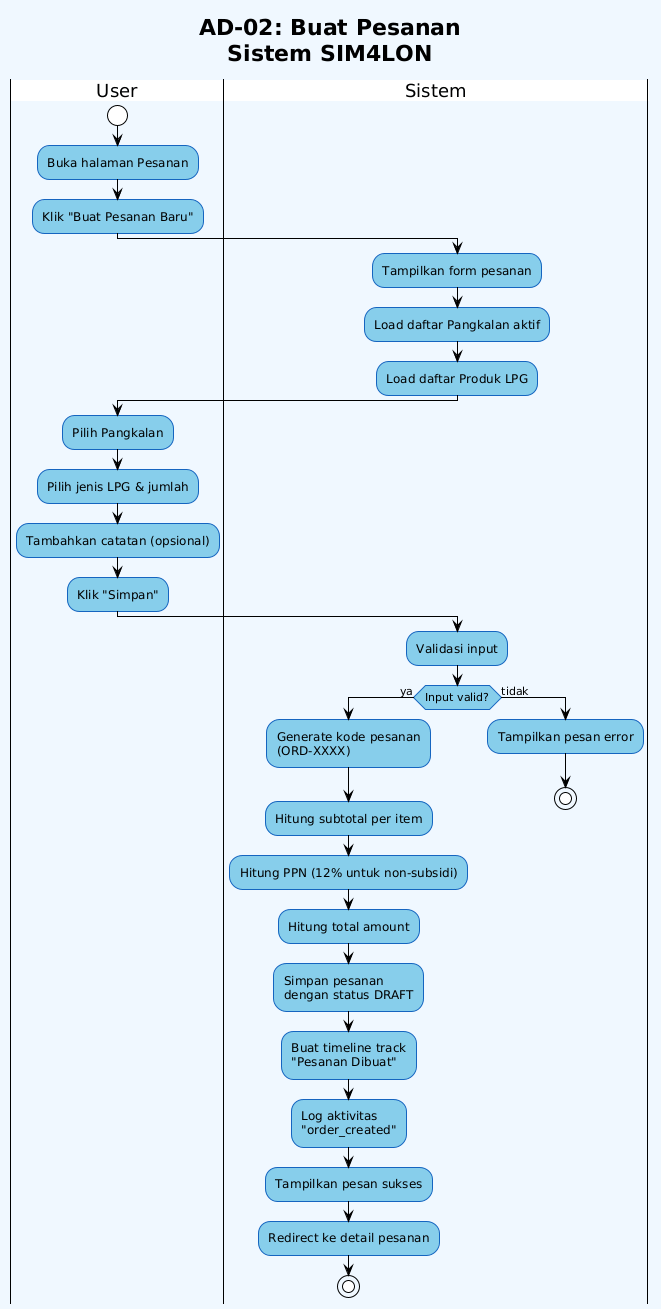 AD-02: Buat Pesanan
Sistem SIM4LON
User
Sistem
Buka halaman Pesanan
Klik "Buat Pesanan Baru"
Tampilkan form pesanan
Load daftar Pangkalan aktif
Load daftar Produk LPG
Pilih Pangkalan
Pilih jenis LPG & jumlah
Tambahkan catatan (opsional)
Klik "Simpan"
Validasi input
ya
Input valid?
tidak
Generate kode pesanan
(ORD-XXXX)
Tampilkan pesan error
Hitung subtotal per item
Hitung PPN (12% untuk non-subsidi)
Hitung total amount
Simpan pesanan
dengan status DRAFT
Buat timeline track
"Pesanan Dibuat"
Log aktivitas
"order_created"
Tampilkan pesan sukses
Redirect ke detail pesanan